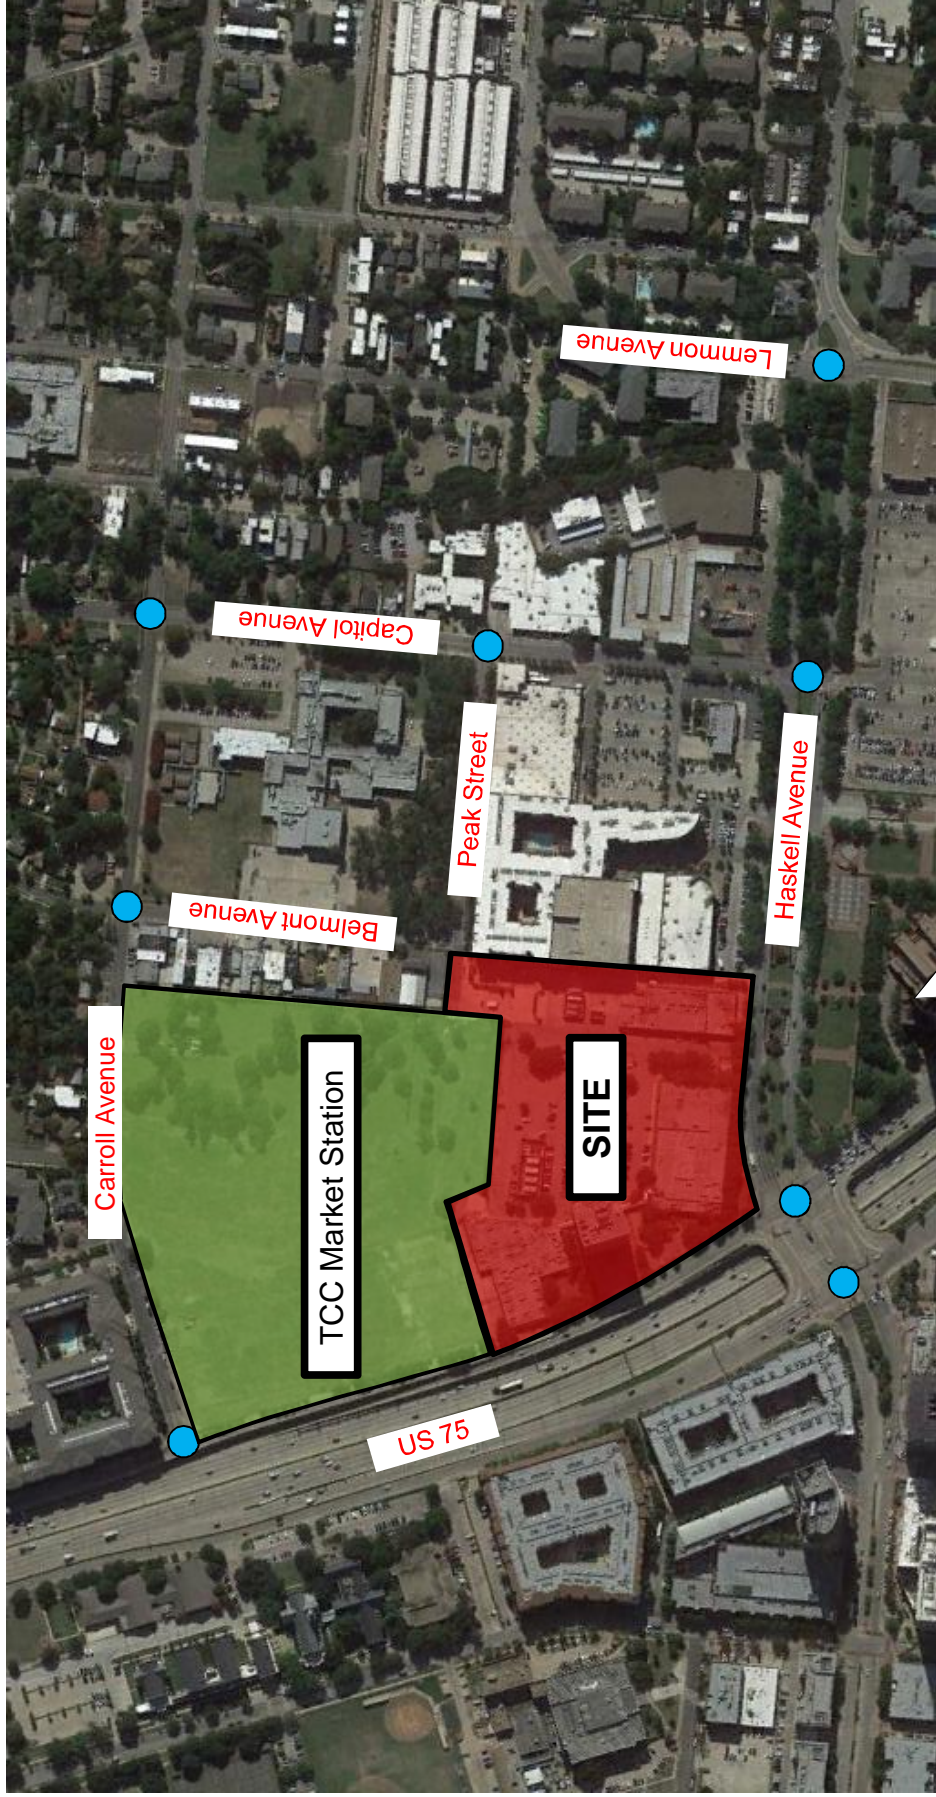 Lemmon Avenue
Capitol Avenue
Peak Street
Haskell Avenue
Belmont Avenue
Carroll Avenue
TCC Market Station
SITE
US 75